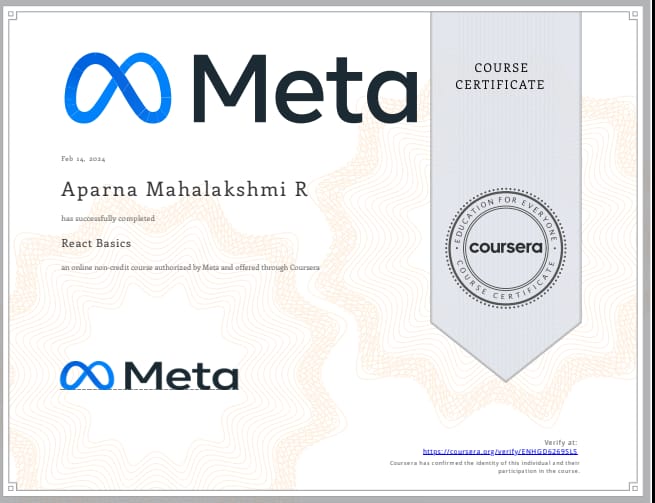 Meta
COURSE
CERTIFICATE
Feb 14, 2024
Aparna Mahalakshmi R
has successfully completed
React Basics
an online non-credit course authorized by Meta and offered through Coursera
EDUCATION FOR EVERYONE
coursera
COURSE CERTIFICATE
Meta
Verify at:
https://coursera.org/verify/ENHGD6269SLS
Coursera has confirmed the identity of this individual and their
participation in the course.